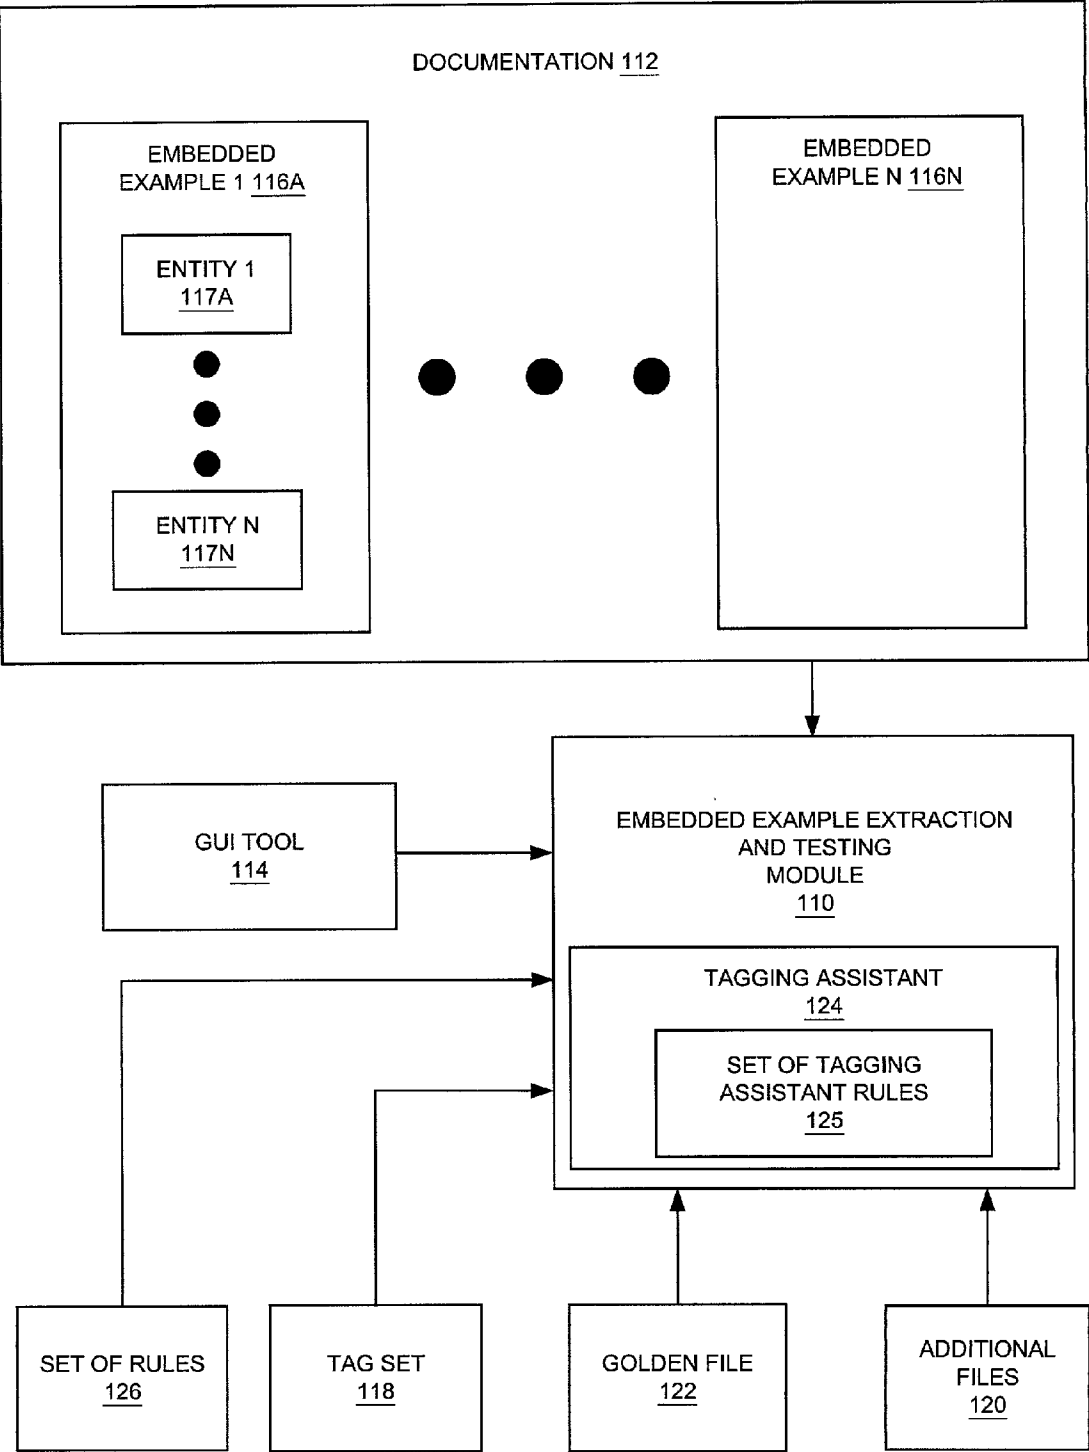 DOCUMENTATION 112
EMBEDDED
EXAMPLE 1 116A
ENTITY 1
117A
ENTITY N
117N
EMBEDDED
EXAMPLE N 116N
GUI TOOL
114
EMBEDDED EXAMPLE EXTRACTION
AND TESTING
MODULE
110
TAGGING ASSISTANT
124
SET OF TAGGING
ASSISTANT RULES
125
SET OF RULES
126
TAG SET
118
GOLDEN FILE
122
ADDITIONAL
FILES
120